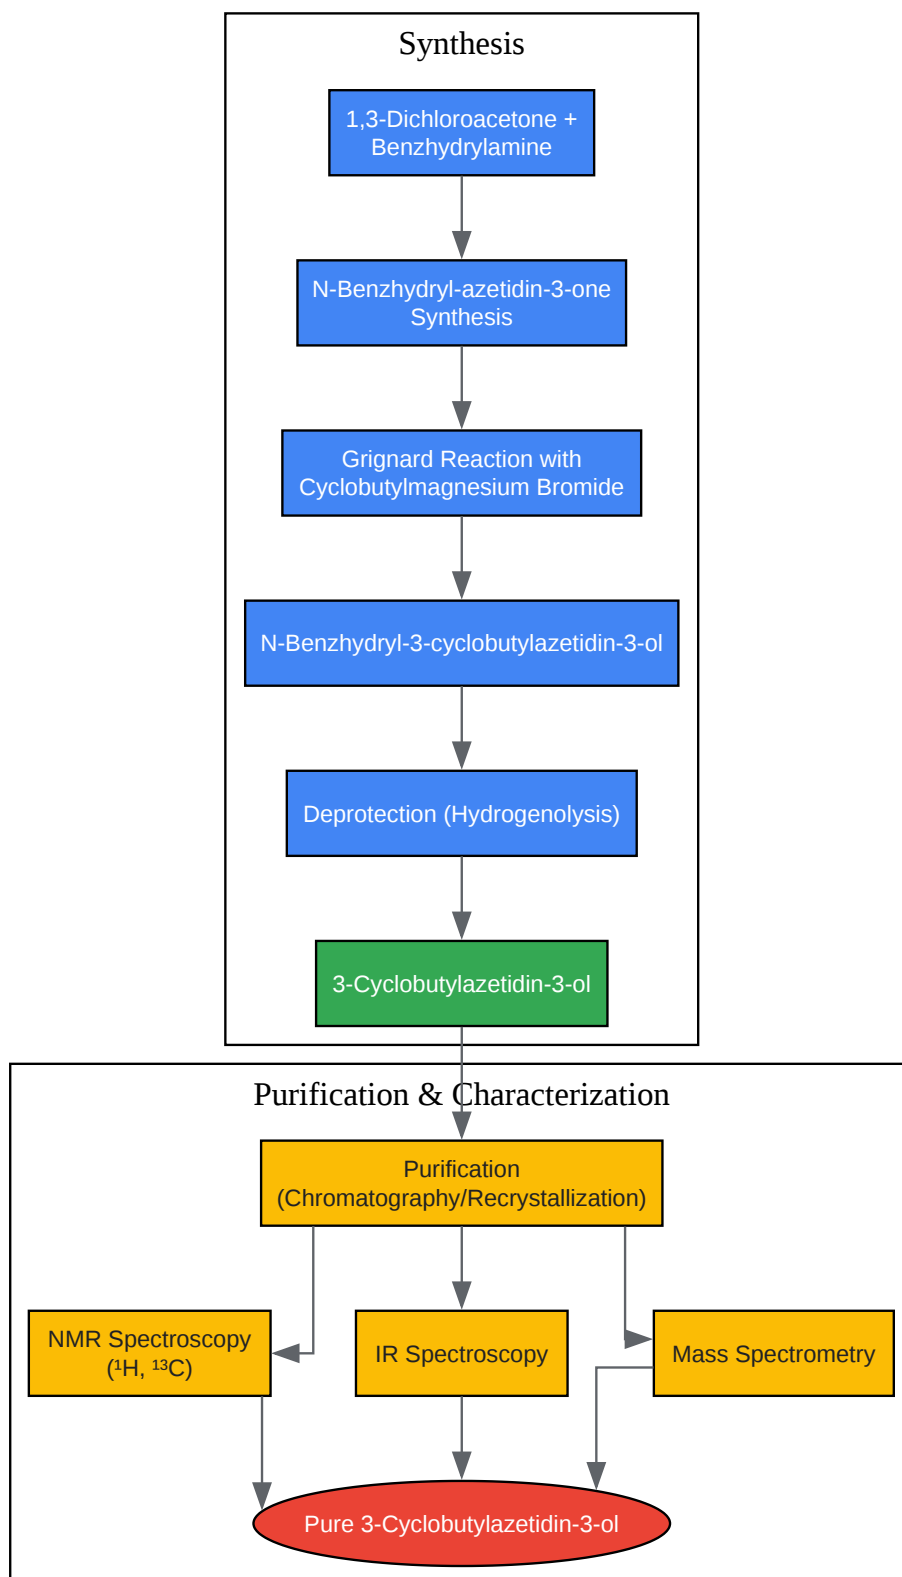 Synthesis
1,3-Dichloroacetone +
Benzhydrylamine
N-Benzhydryl-azetidin-3-one
Synthesis
Grignard Reaction with
Cyclobutylmagnesium Bromide
N-Benzhydryl-3-cyclobutylazetidin-3-ol
Deprotection (Hydrogenolysis)
3-Cyclobutylazetidin-3-ol
Purification & Characterization
Purification
(Chromatography/Recrystallization)
NMR Spectroscopy
(¹H, ¹³C)
IR Spectroscopy
Mass Spectrometry
Pure 3-Cyclobutylazetidin-3-ol